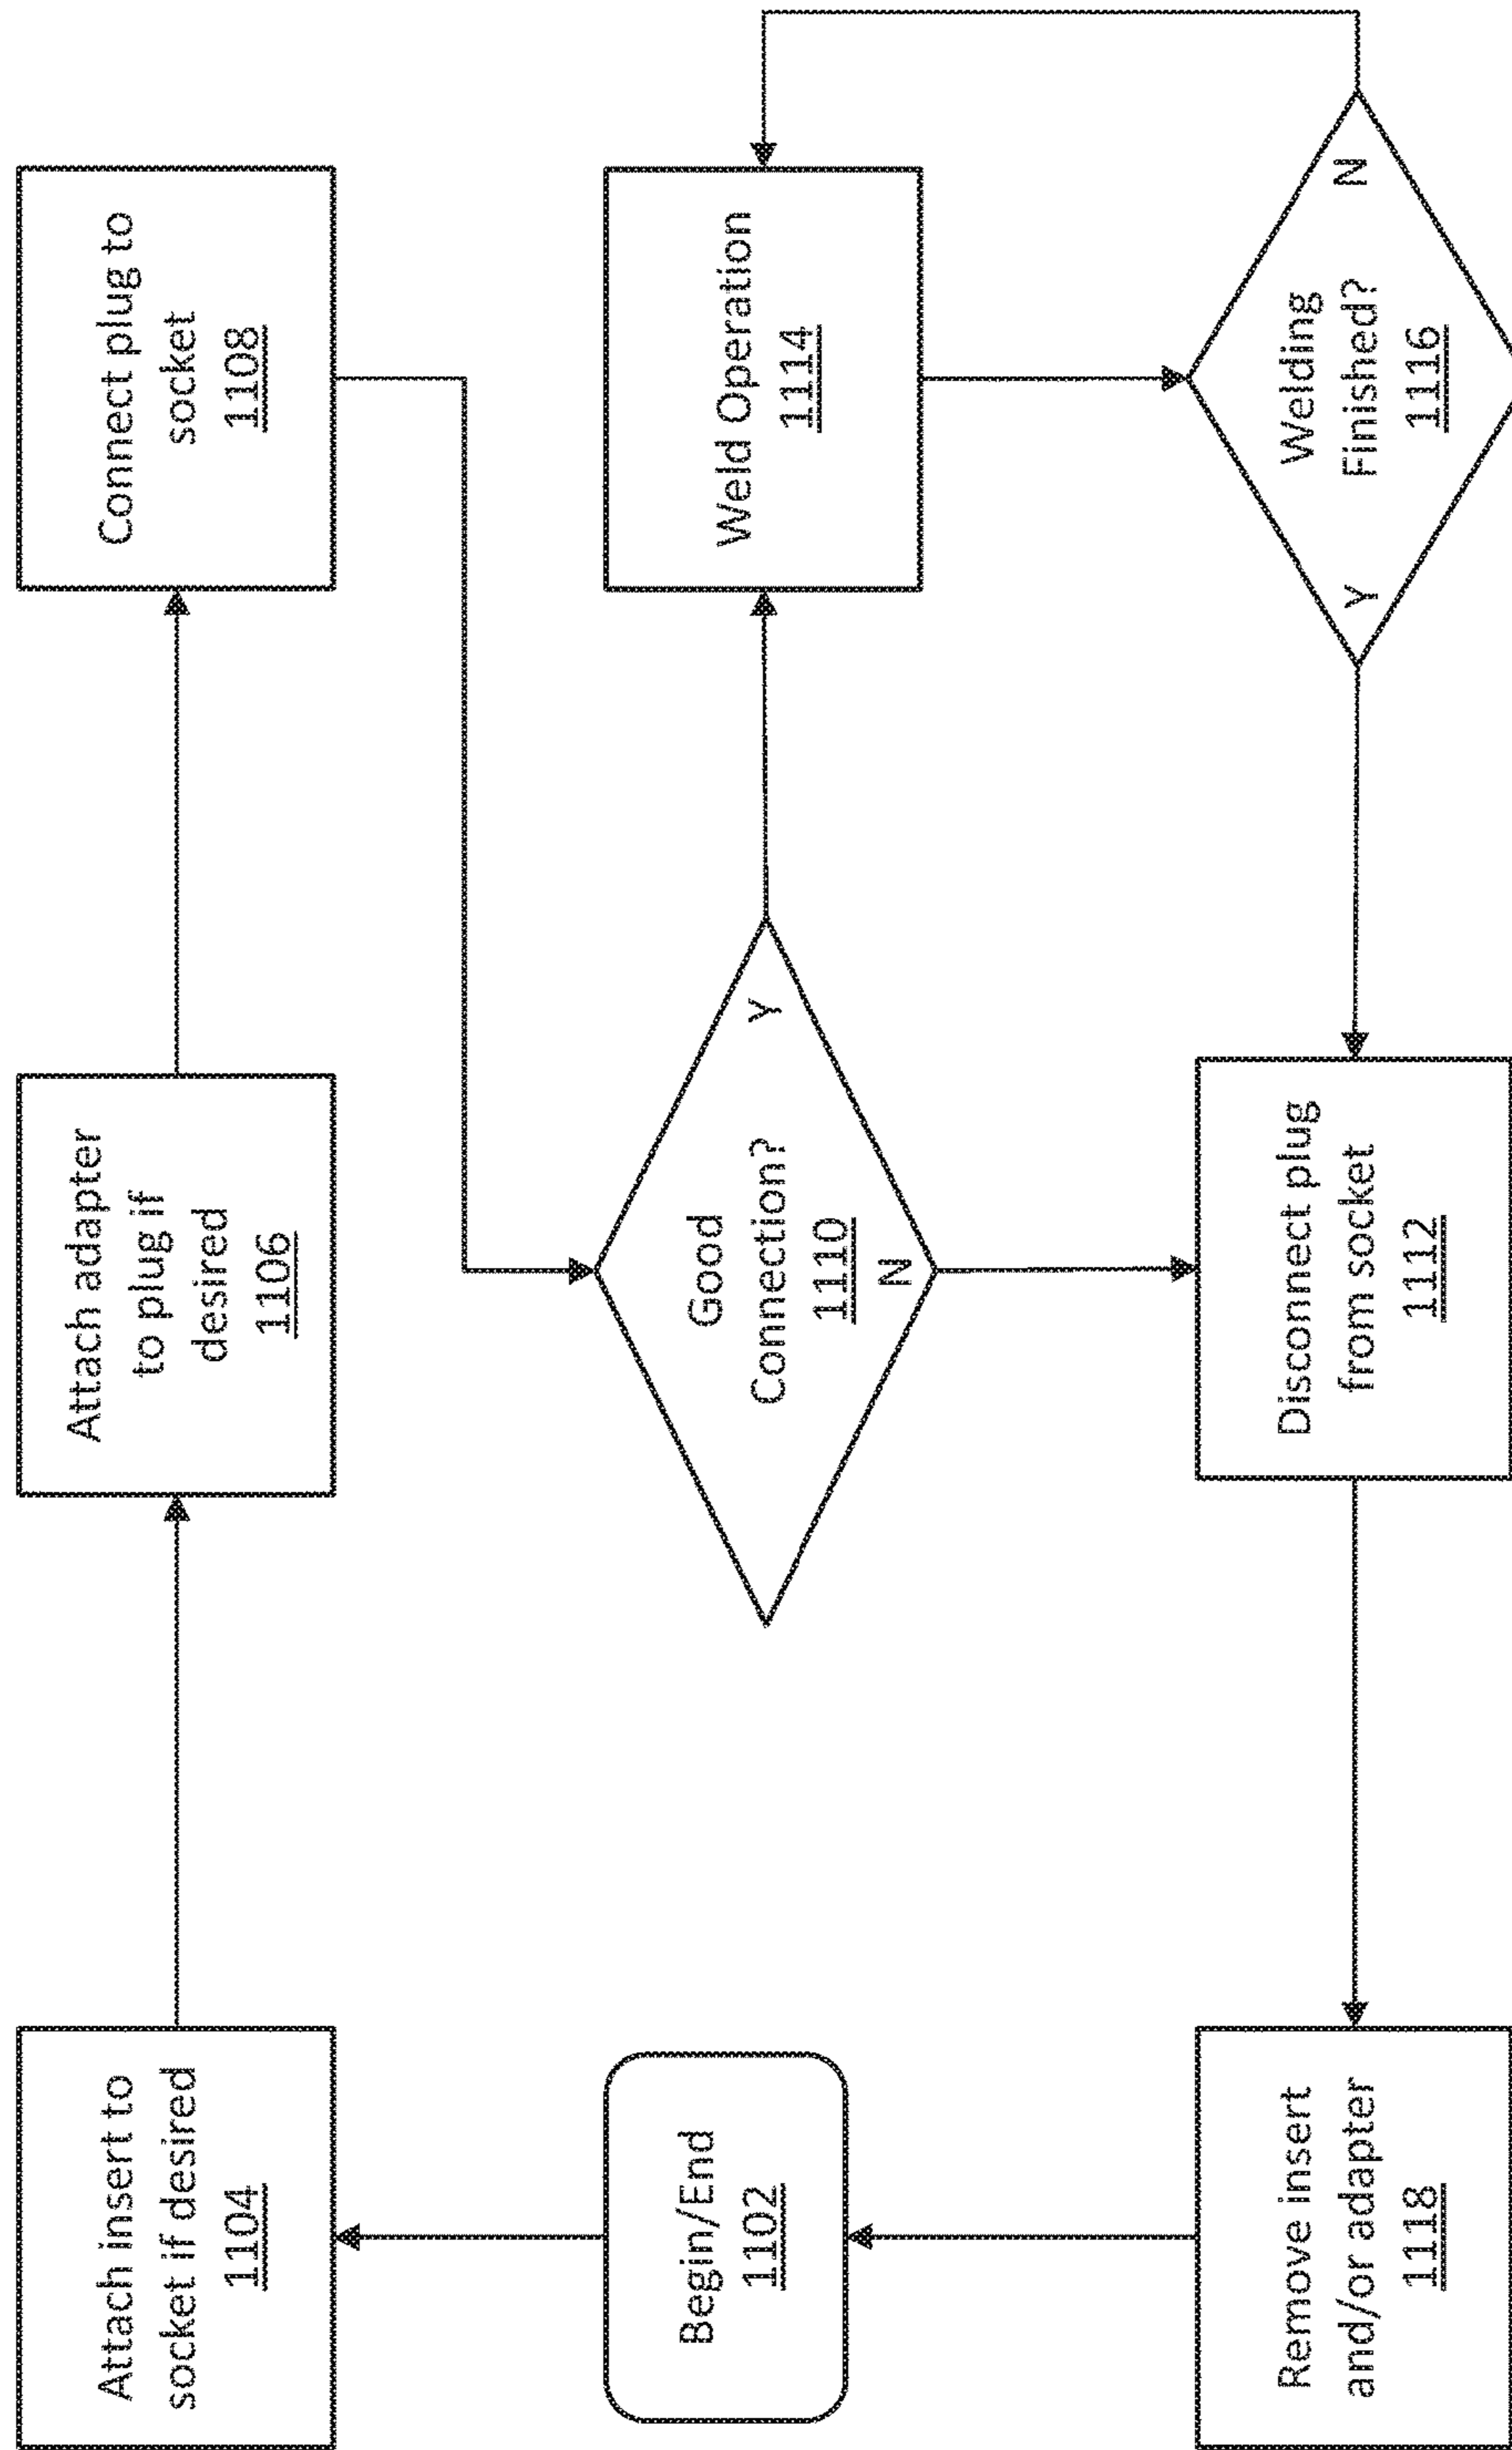 Attach insert to
socket if desired
1104
Attach adapter
to plug if
desired
1106
Connect plug to
socket
1108
Begin/End
1102
Good
Connection?
1110
Y
N
Weld Operation
1114
Remove insert
and/or adapter
1118
Disconnect plug
from socket
1112
Y
Welding
Finished?
1116
N